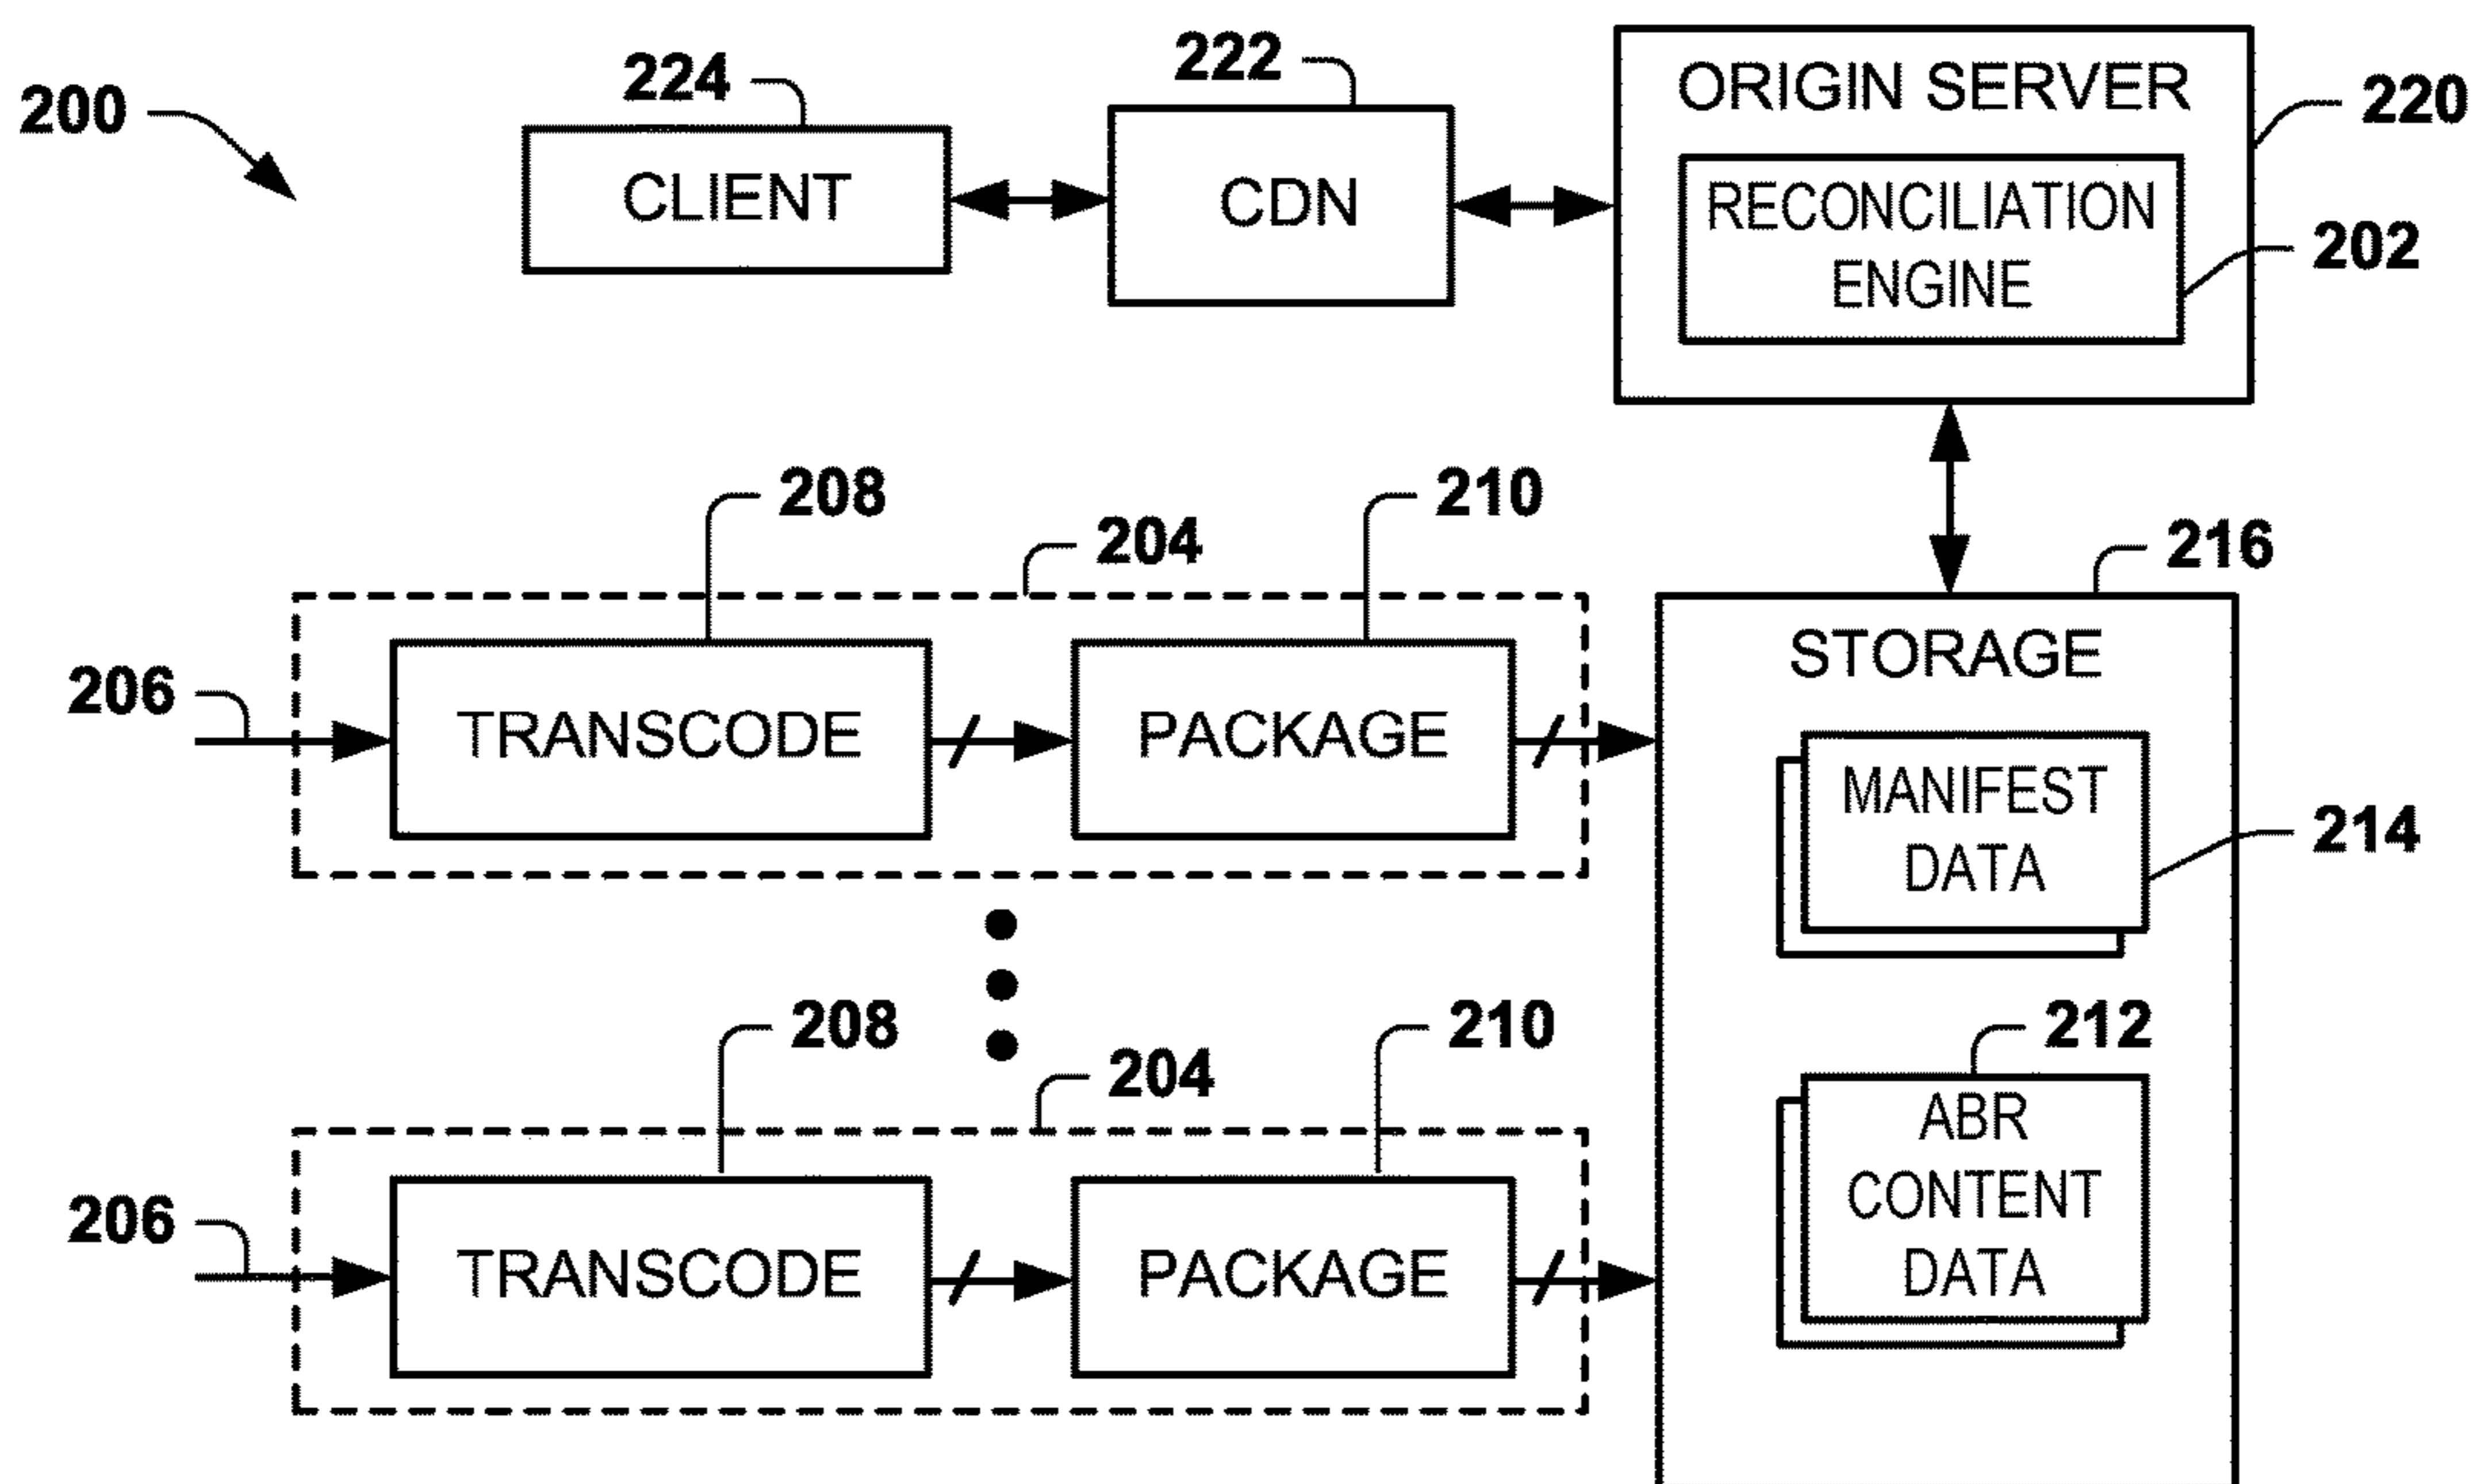 200
224
CLIENT
222
CDN
ORIGIN SERVER
220
RECONCILIATION
ENGINE
202
208
204
210
206
TRANSCODE
PACKAGE
216
STORAGE
MANIFEST
DATA
214
208
204
210
206
TRANSCODE
PACKAGE
212
ABR
CONTENT
DATA